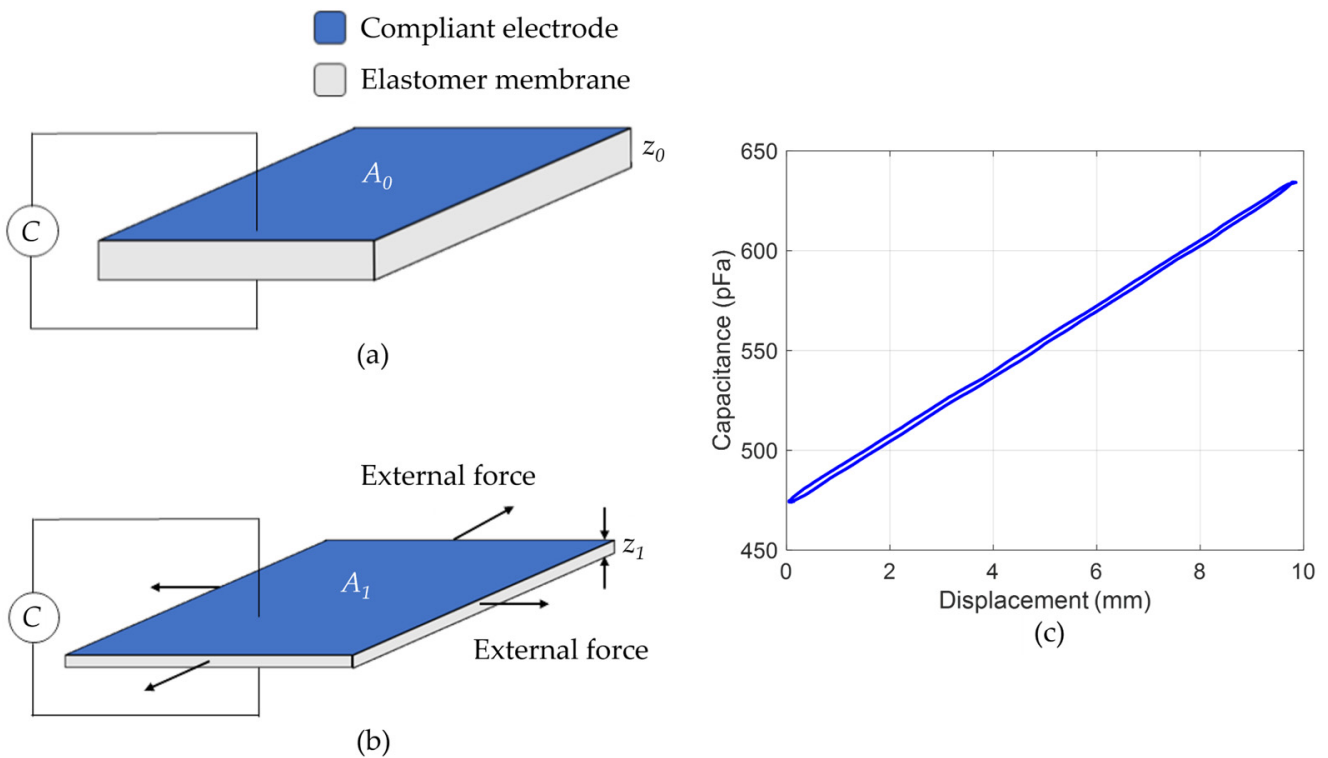 Compliant electrode
Elastomer membrane
z0
A0
C
(a)
External force
z1
A1
C
External force
(b)
650
600
550
500
450
0 2 4 6 8 10
Capacitance (pFa)
Displacement (mm)
(c)